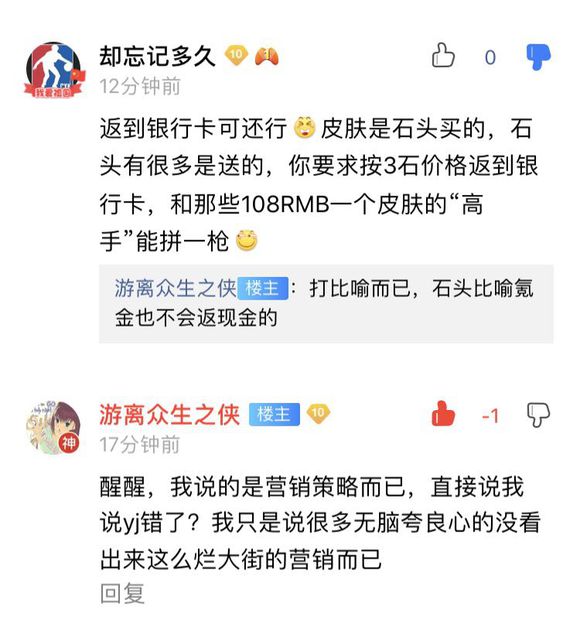 却忘记多久 10
0
12分钟前
我爱祖国
返到银行卡可还行皮肤是石头买的，石
头有很多是送的，你要求按3石价格返到银
行卡，和那些108RMB一个皮肤的“高
手”能拼一枪
游离众生之侠 楼主：打比喻而已，石头比喻氪
金也不会返现金的
游离众生之侠 楼主 10
-1
神
17分钟前
醒醒，我说的是营销策略而已，直接说我
说yj错了？我只是说很多无脑夸良心的没看
出来这么烂大街的营销而已
回复